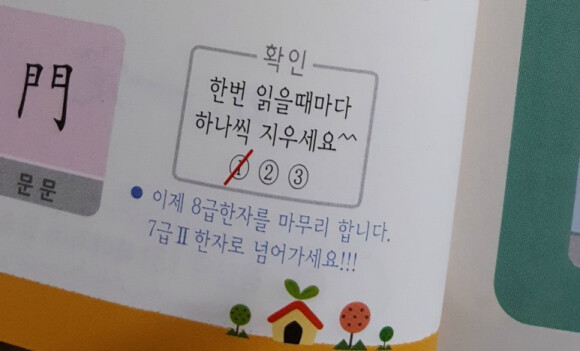 門
문문
확인
한번 읽을때마다
하나씩 지우세요^^
① ② ③
● 이제 8급한자를 마무리 합니다.
7급Ⅱ한자로 넘어가세요!!!